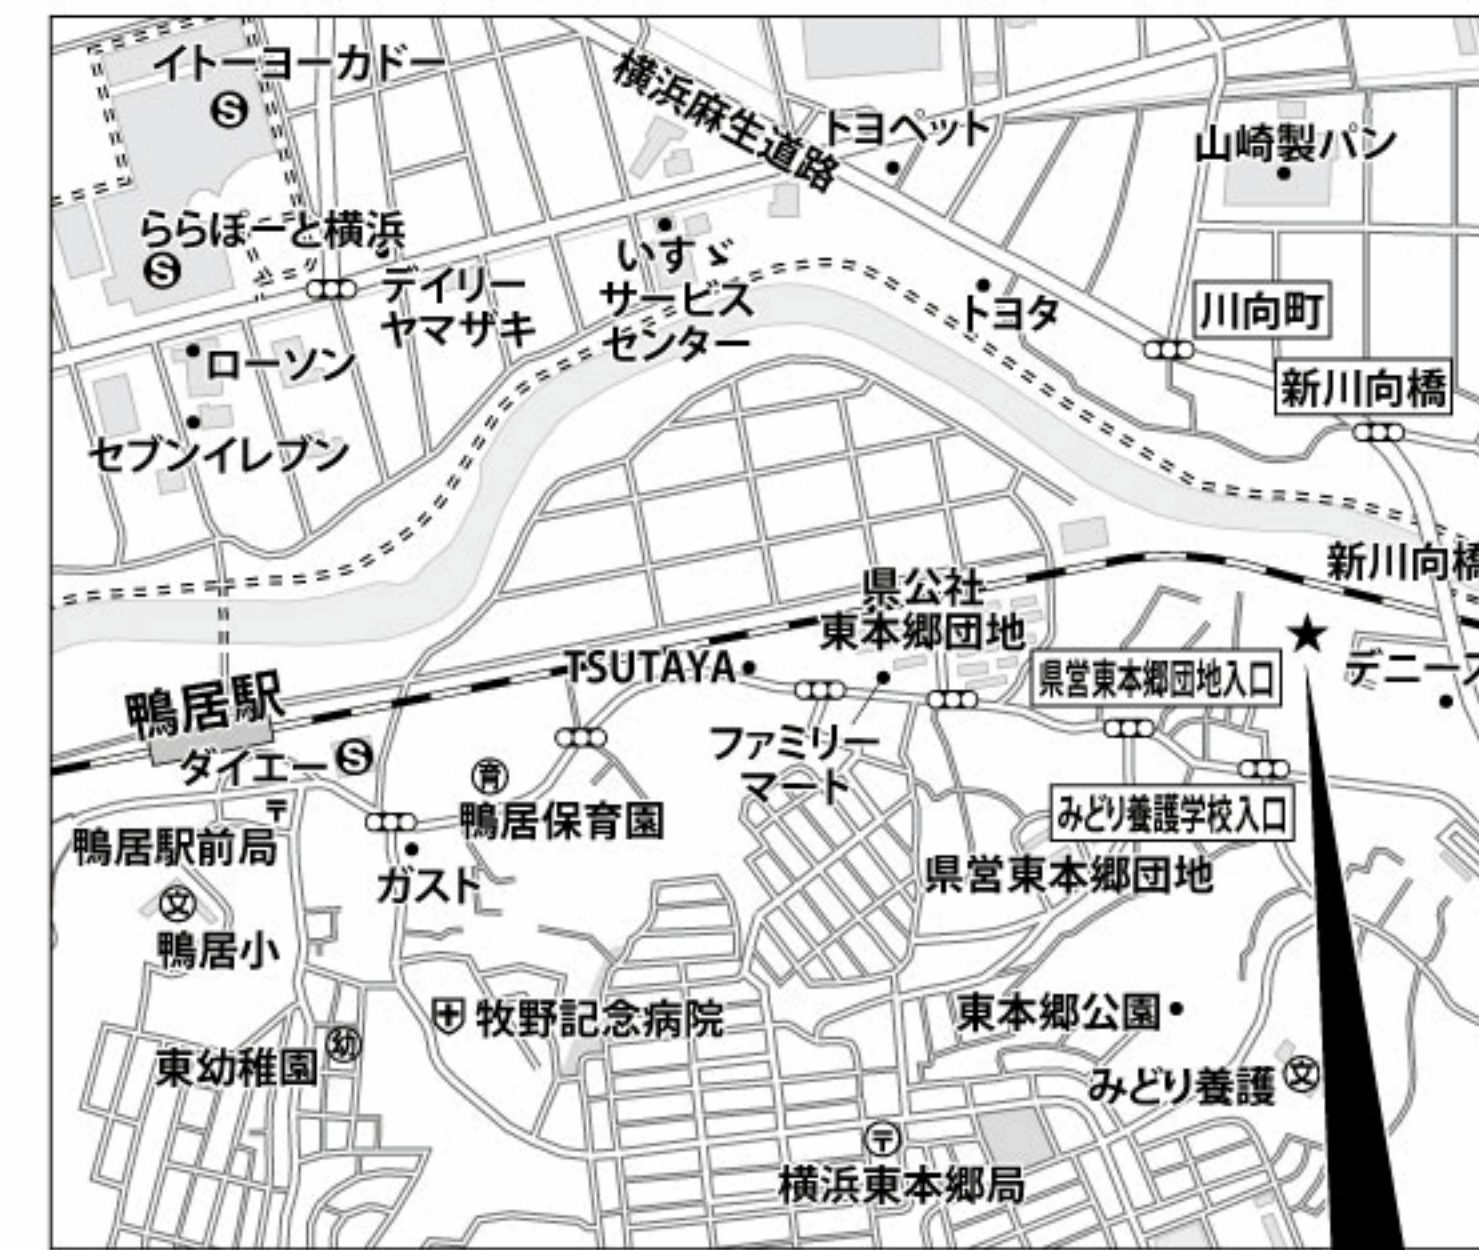 イトーヨーカドー
S
横浜麻生道路
トヨペット
山崎製パン
ららぽーと横浜
S
いすゞ
サービス
センター
デイリー
ヤマザキ
トヨタ
川向町
ローソン
新川向橋
セブンイレブン
新川向橋
県公社
東本郷団地
TSUTAYA
県営東本郷団地入口
★
デニーズ
鴨居駅
ダイエー
S
ファミリー
マート
育
鴨居保育園
〒
鴨居駅前局
みどり養護学校入口
ガスト
県営東本郷団地
文
鴨居小
牧野記念病院
東本郷公園
東幼稚園
幼
みどり養護
文
〒
横浜東本郷局